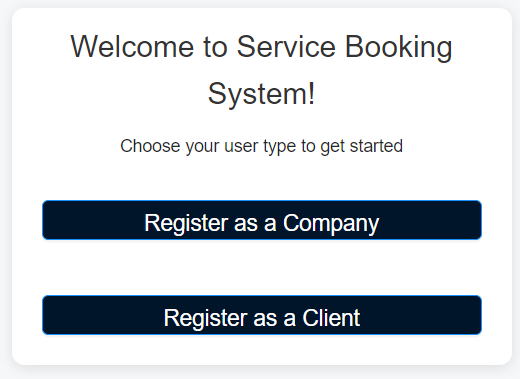 Welcome to Service Booking
System!
Choose your user type to get started
Register as a Company
Register as a Client